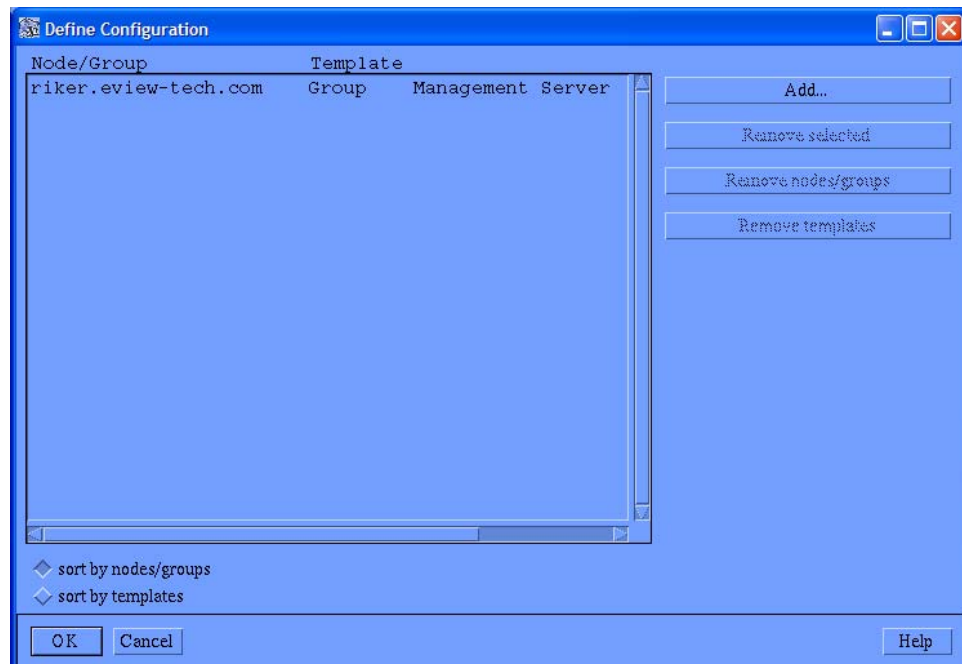 Define Configuration
Node/Group Template
riker.eview-tech.com Group Management Server
Add...
Remove selected
Remove nodes/groups
Remove templates
sort by nodes/groups
sort by templates
OK Cancel Help